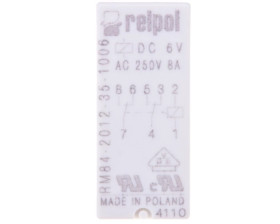 relpol
DC 6V
AC 250V 8A
RM84-2012-35-1006
8 6 5 3 2
7 4 1
MADE IN POLAND
4110